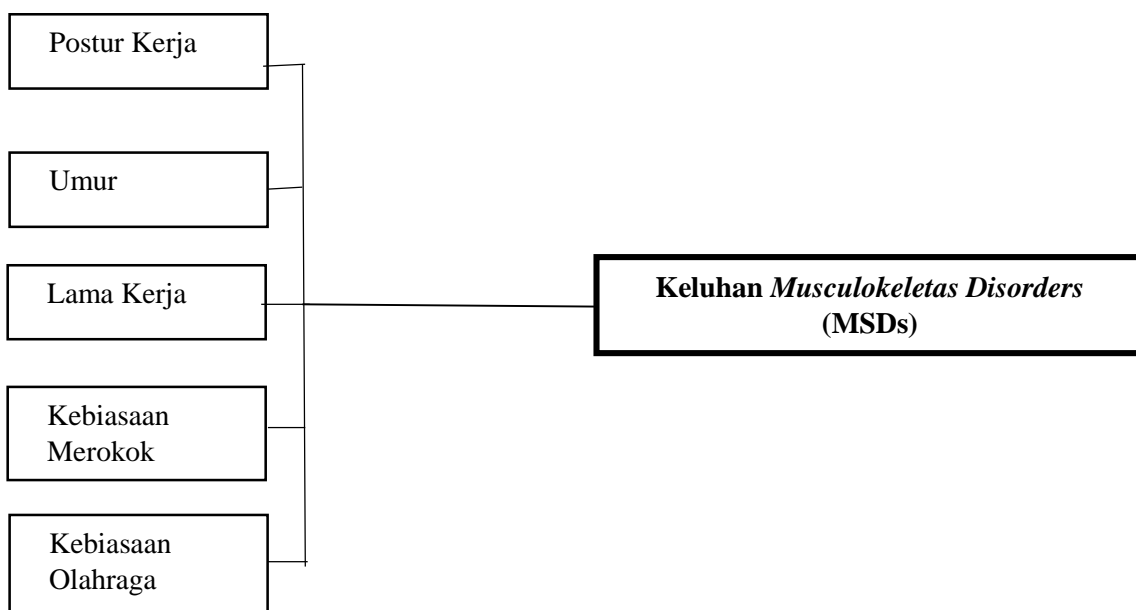 Postur Kerja
Umur
Lama Kerja
Kebiasaan
Merokok
Kebiasaan
Olahraga
Keluhan Musculokeletas Disorders
(MSDs)